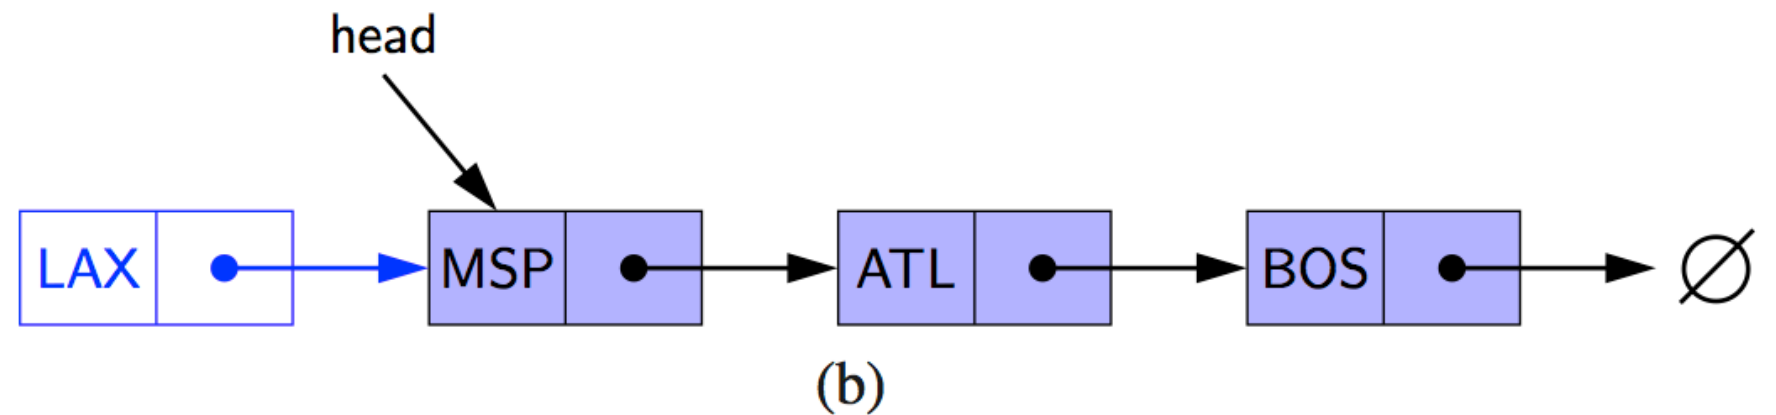 head
LAX MSP ATL BOS ∅
(b)